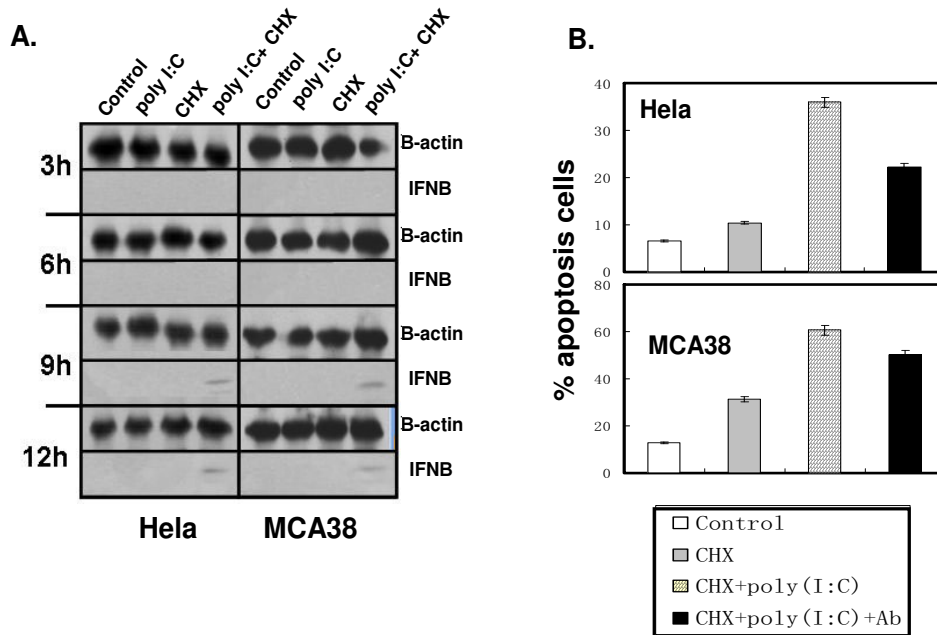 A.
Control
poly I:C
CHX
poly I:C+ CHX
Control
poly I:C
CHX
poly I:C+ CHX
3h
B-actin
IFNB
6h
B-actin
IFNB
9h
B-actin
IFNB
12h
B-actin
IFNB
Hela
MCA38
B.
% apoptosis cells
Hela
40
30
20
10
0
MCA38
80
60
40
20
0
Control
CHX
CHX+poly(I:C)
CHX+poly(I:C)+Ab